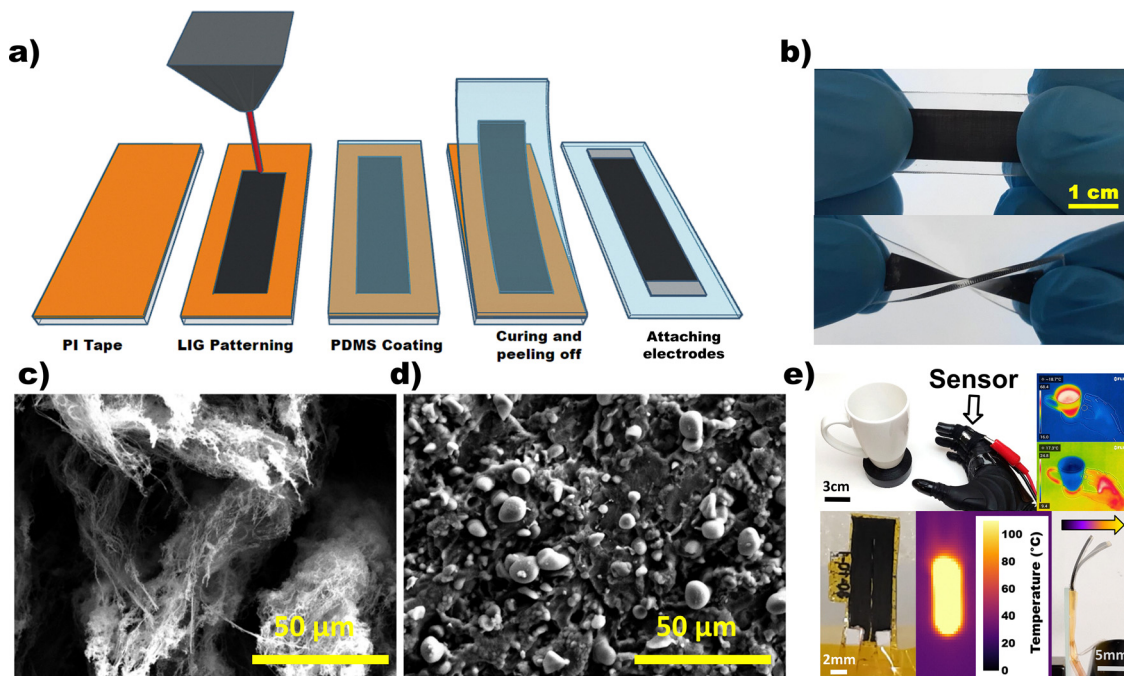 a)
b)
PI Tape
LIG Patterning
PDMS Coating
Curing and
peeling off
Attaching
electrodes
1 cm
c)
d)
e)
50 µm
50 µm
Sensor
3cm
2mm
100
80
60
40
20
0
Temperature (°C)
5mm